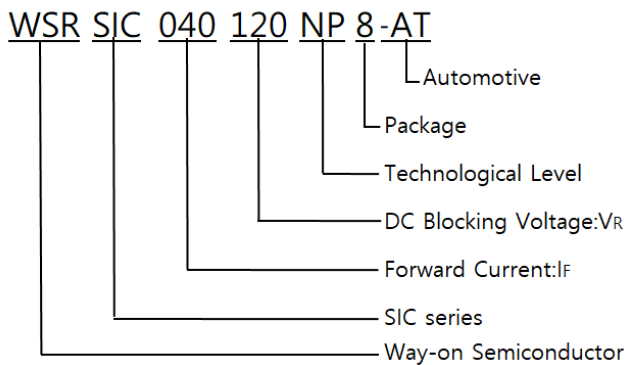 WSR SIC 040 120 NP 8 -AT
Automotive
Package
Technological Level
DC Blocking Voltage:VR
Forward Current:IF
SIC series
Way-on Semiconductor